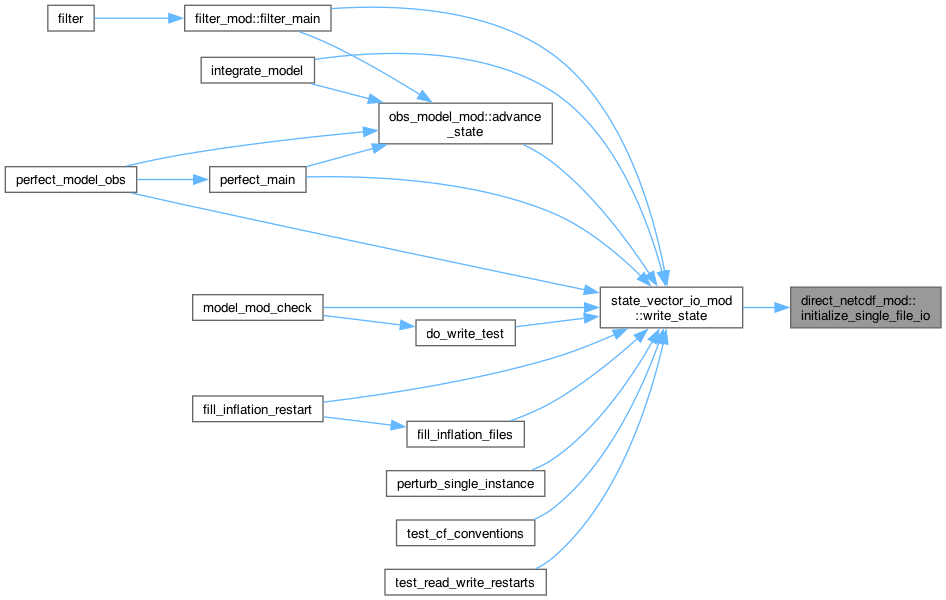 filter
filter_mod::filter_main
integrate_model
obs_model_mod::advance
_state
perfect_model_obs
perfect_main
state_vector_io_mod
::write_state
direct_netcdf_mod::
initialize_single_file_io
model_mod_check
do_write_test
fill_inflation_restart
fill_inflation_files
perturb_single_instance
test_cf_conventions
test_read_write_restarts